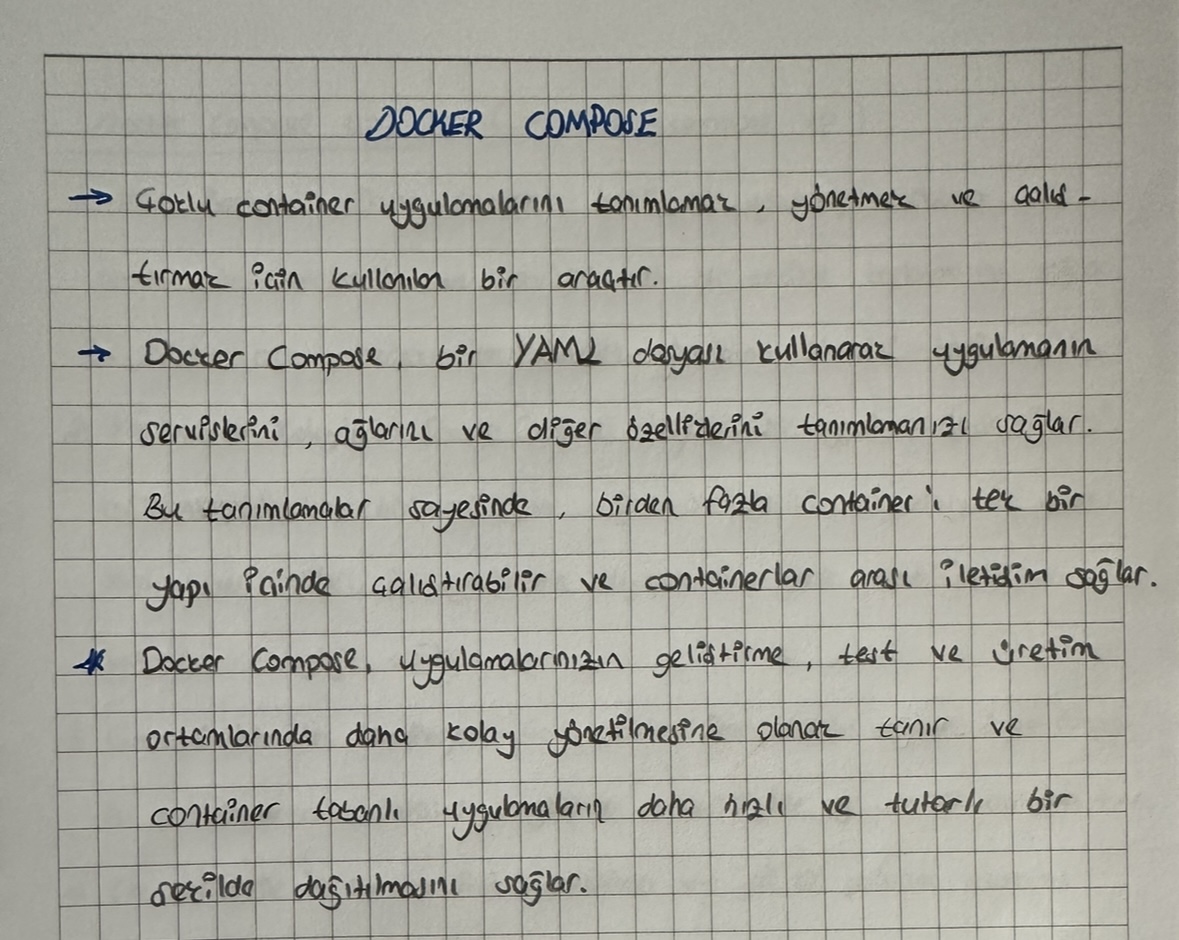 DOCKER COMPOSE
→ Çoklu container uygulamalarını tanımlamak, yönetmek ve çalış-
tırmak için kullanılan bir araçtır.
→ Docker Compose, bir YAML dosyası kullanarak uygulamanın
servislerini, ağlarını ve diğer özelliklerini tanımlamanızı sağlar.
Bu tanımlamalar sayesinde, birden fazla container'ı tek bir
yapı içinde çalıştırabilir ve containerlar arası iletişim sağlar.
* Docker Compose, uygulamalarınızın geliştirme, test ve üretim
ortamlarında daha kolay yönetilmesine olanak tanır ve
container tabanlı uygulamaların daha hızlı ve tutarlı bir
şekilde dağıtılmasını sağlar.